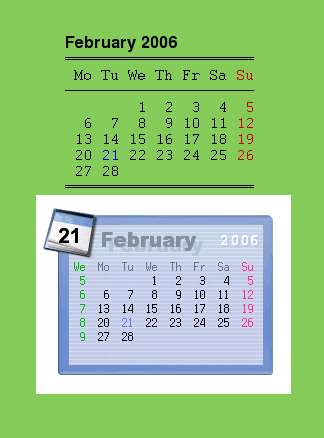 February 2006
Mo Tu We Th Fr Sa Su
1 2 3 4 5
6 7 8 9 10 11 12
13 14 15 16 17 18 19
20 21 22 23 24 25 26
27 28
21 February 2006
We Mo Tu We Th Fr Sa Su
5 1 2 3 4 5
6 6 7 8 9 10 11 12
7 13 14 15 16 17 18 19
8 20 21 22 23 24 25 26
9 27 28